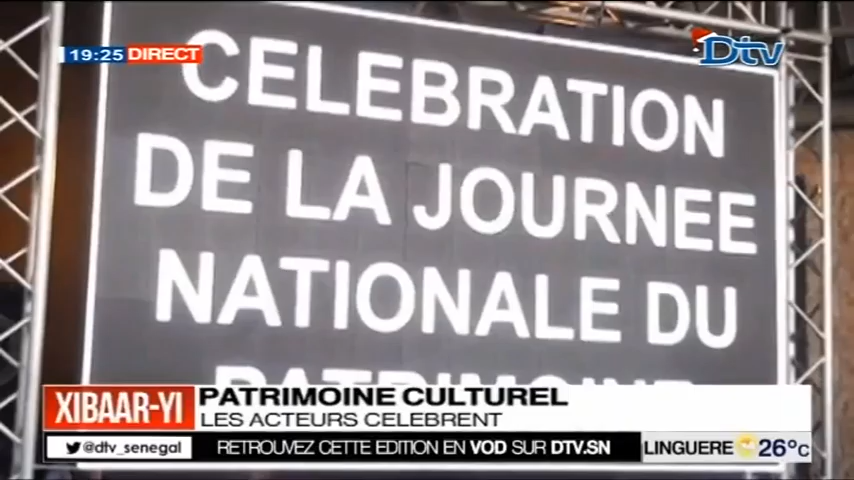 19:25 DIRECT
Dtv
CELEBRATION
DE LA JOURNEE
NATIONALE DU
PATRIMOINE
XIBAAR-YI
PATRIMOINE CULTUREL
LES ACTEURS CELEBRENT
@dtv_senegal
RETROUVEZ CETTE EDITION EN VOD SUR DTV.SN
LINGUERE 26°C